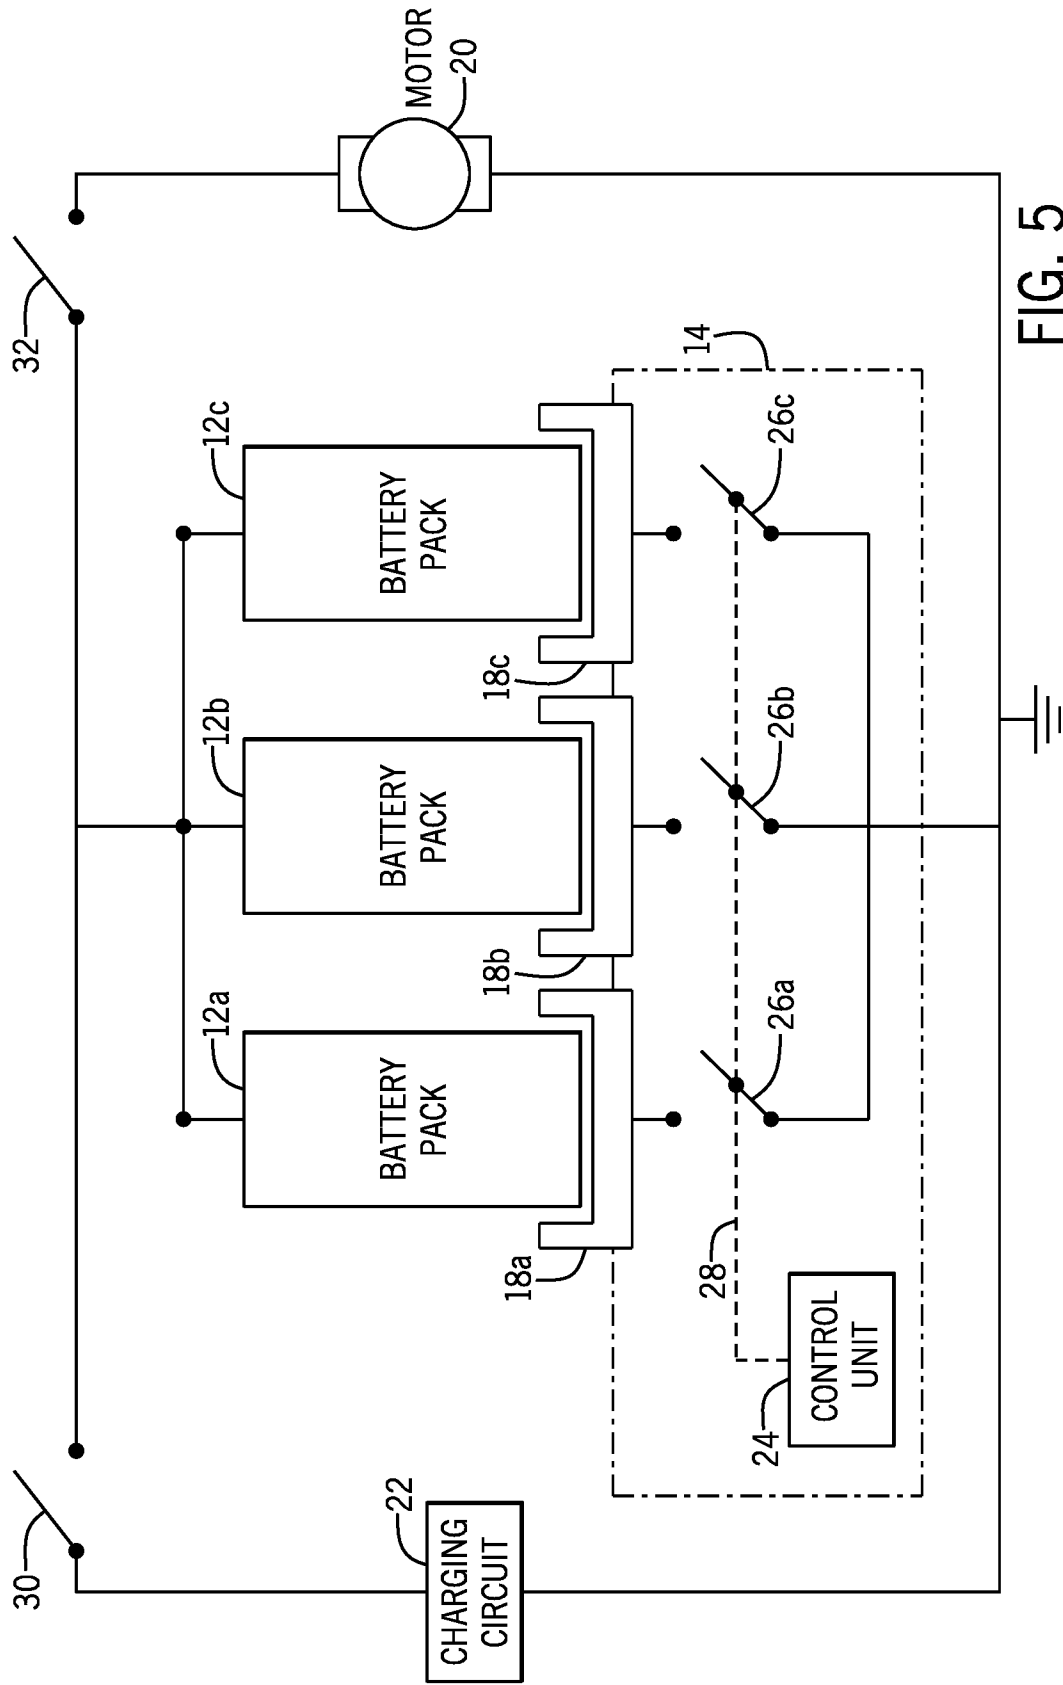 30
32
MOTOR
20
22
CHARGING
CIRCUIT
12a
12b
12c
BATTERY
PACK
BATTERY
PACK
BATTERY
PACK
18a
18b
18c
14
28
26a
26b
26c
24
CONTROL
UNIT
FIG. 5